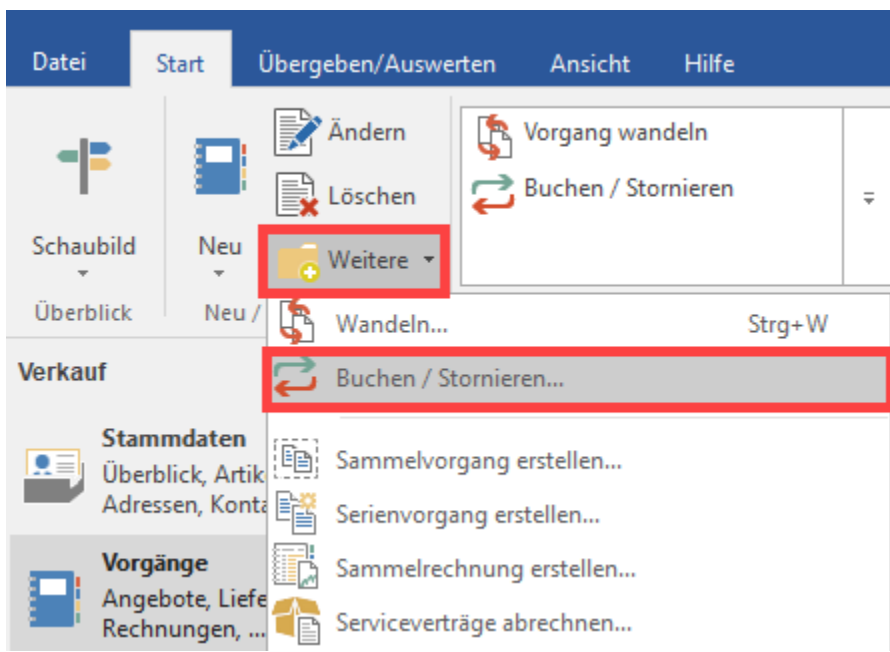 Datei Start Übergeben/Auswerten Ansicht Hilfe
Ändern
Löschen
Weitere
Vorgang wandeln
Buchen / Stornieren
Schaubild
Neu
Überblick
Neu /
Wandeln... Strg+W
Buchen / Stornieren...
Sammelvorgang erstellen...
Serienvorgang erstellen...
Sammelrechnung erstellen...
Serviceverträge abrechnen...
Verkauf
Stammdaten
Überblick, Artik
Adressen, Konta
Vorgänge
Angebote, Liefe
Rechnungen, ...